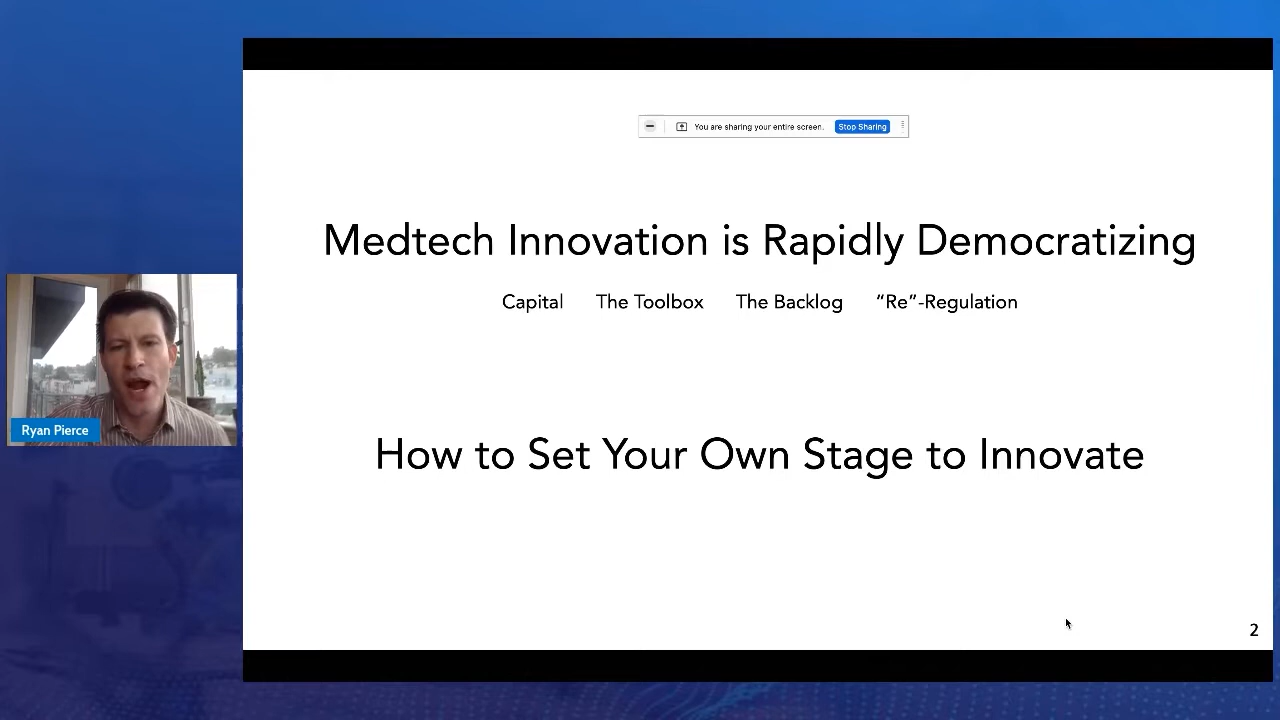 You are sharing your entire screen. Stop Sharing
Medtech Innovation is Rapidly Democratizing
Capital The Toolbox The Backlog “Re”-Regulation
Ryan Pierce
How to Set Your Own Stage to Innovate
2